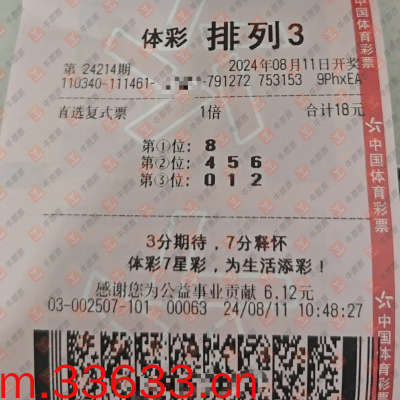 体彩 排列3
第 24214期 2024年08月11日开奖
110340-111461- -791272 753153 9PhxEA
直选复式票 1倍 合计18元
第①位: 8
第②位: 4 5 6
第③位: 0 1 2
3分期待，7分释怀
体彩7星彩，为生活添彩！
感谢您为公益事业贡献 6.12元
03-002507-101 00063 24/08/11 10:48:27
m.33633.cn
中国体育彩票
中国体育彩票
中国体育彩票